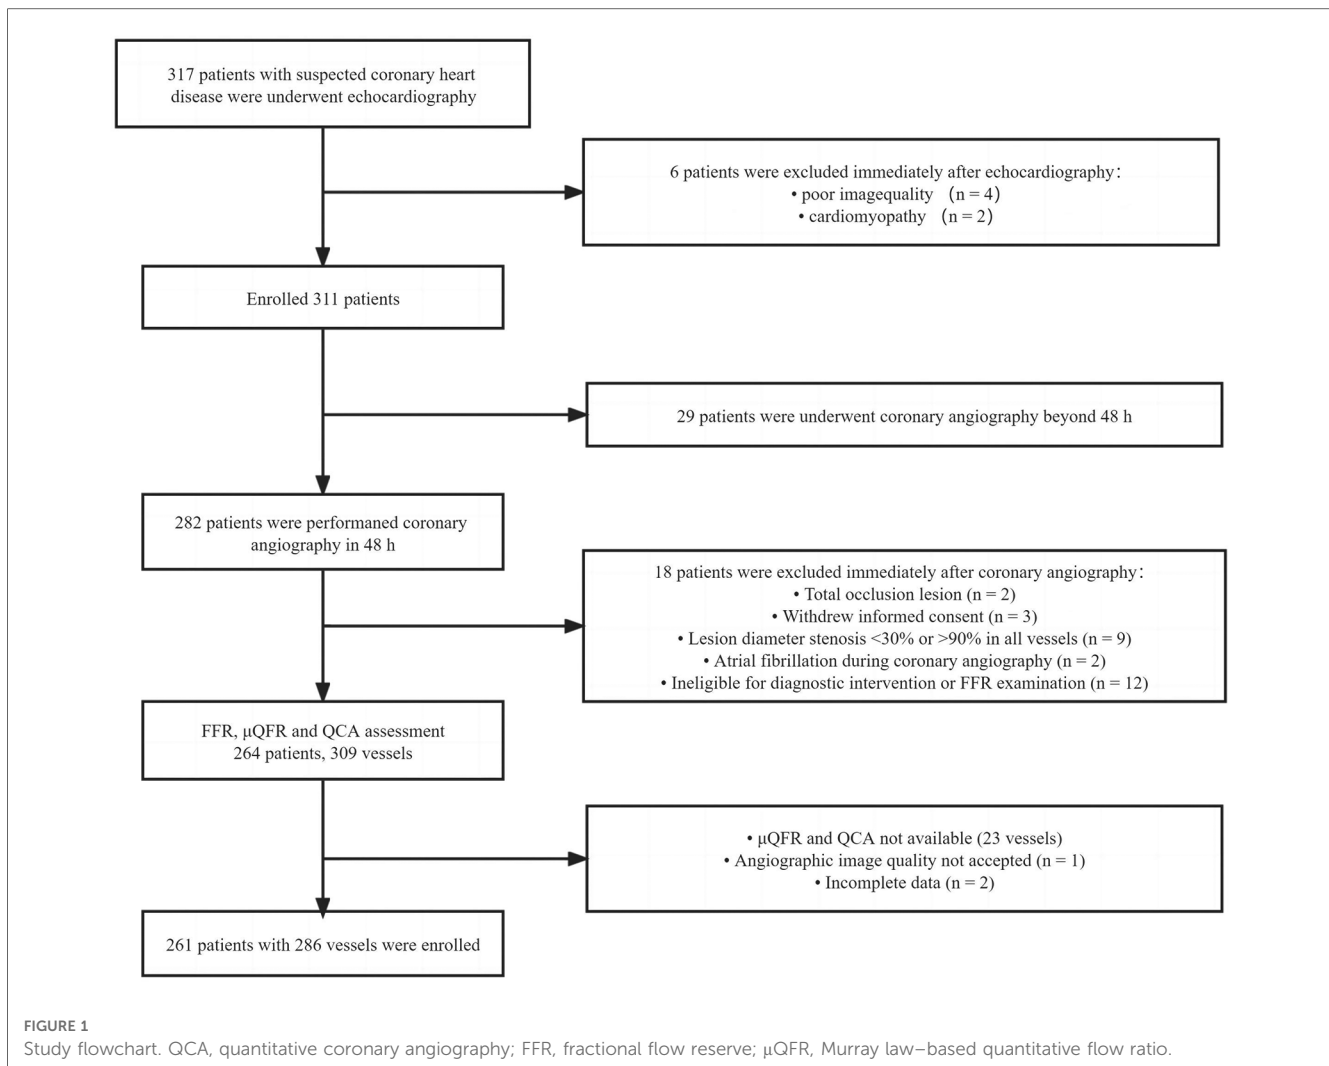 317 patients with suspected coronary heart
disease were underwent echocardiography
6 patients were excluded immediately after echocardiography：
• poor imagequality （n = 4）
• cardiomyopathy （n = 2）
Enrolled 311 patients
29 patients were underwent coronary angiography beyond 48 h
282 patients were performaned coronary
angiography in 48 h
18 patients were excluded immediately after coronary angiography：
• Total occlusion lesion (n = 2)
• Withdrew informed consent (n = 3)
• Lesion diameter stenosis <30% or >90% in all vessels (n = 9)
• Atrial fibrillation during coronary angiography (n = 2)
• Ineligible for diagnostic intervention or FFR examination (n = 12)
FFR, μQFR and QCA assessment
264 patients, 309 vessels
• μQFR and QCA not available (23 vessels)
• Angiographic image quality not accepted (n = 1)
• Incomplete data (n = 2)
261 patients with 286 vessels were enrolled
FIGURE 1
Study flowchart. QCA, quantitative coronary angiography; FFR, fractional flow reserve; μQFR, Murray law–based quantitative flow ratio.